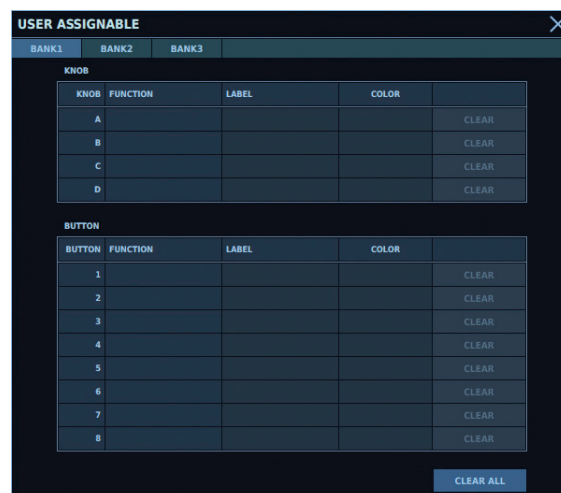 USER ASSIGNABLE
BANK1 BANK2 BANK3
KNOB
KNOB FUNCTION LABEL COLOR
A CLEAR
B CLEAR
C CLEAR
D CLEAR
BUTTON
BUTTON FUNCTION LABEL COLOR
1 CLEAR
2 CLEAR
3 CLEAR
4 CLEAR
5 CLEAR
6 CLEAR
7 CLEAR
8 CLEAR
CLEAR ALL